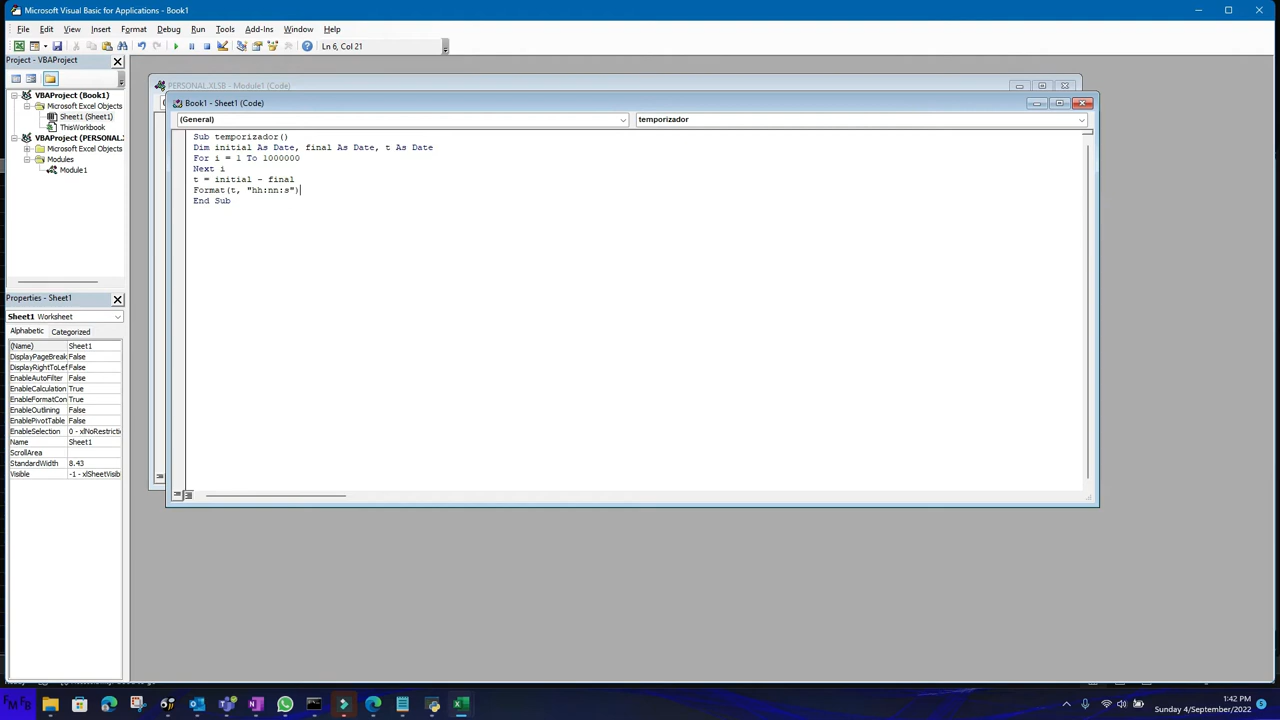 Microsoft Visual Basic for Applications - Book1
File Edit View Insert Format Debug Run Tools Add-Ins Window Help
Ln 6, Col 21
Project - VBAProject
PERSONAL.XLSB - Module1 (Code)
VBAProject (Book1)
Microsoft Excel Objects
Sheet1 (Sheet1)
ThisWorkbook
VBAProject (PERSONAL.
Microsoft Excel Objects
Modules
Module1
Book1 - Sheet1 (Code)
(General) temporizador
Sub temporizador()
Dim initial As Date, final As Date, t As Date
For i = 1 To 1000000
Next i
t = initial - final
Format(t, "hh:nn:s")
End Sub
Properties - Sheet1
Sheet1 Worksheet
Alphabetic Categorized
(Name) Sheet1
DisplayPageBreak False
DisplayRightToLef False
EnableAutoFilter False
EnableCalculation True
EnableFormatCon True
EnableOutlining False
EnablePivotTable False
EnableSelection 0 - xlNoRestricti
Name Sheet1
ScrollArea
StandardWidth 8.43
Visible -1 - xlSheetVisib
1:42 PM
Sunday 4/September/2022